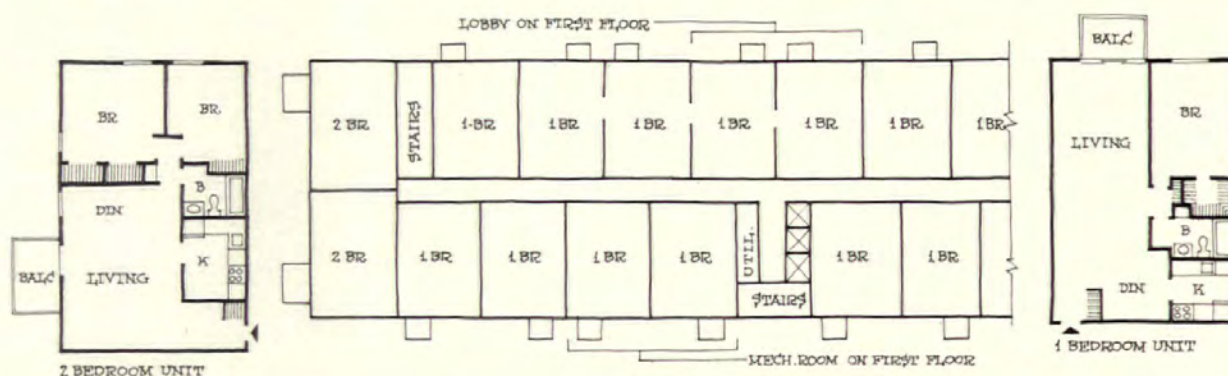 LOBBY ON FIRST FLOOR
BALC
BR
BR
B
DIN
K
BALC
LIVING
2 BEDROOM UNIT
2 BR
STAIRS
1-BR
1 BR
1 BR
1 BR
1 BR
1 BR
1 BR
2 BR
1 BR
1 BR
1 BR
1 BR
UTIL.
STAIRS
1 BR
1 BR
MECH. ROOM ON FIRST FLOOR
BR
LIVING
B
DIN
K
1 BEDROOM UNIT